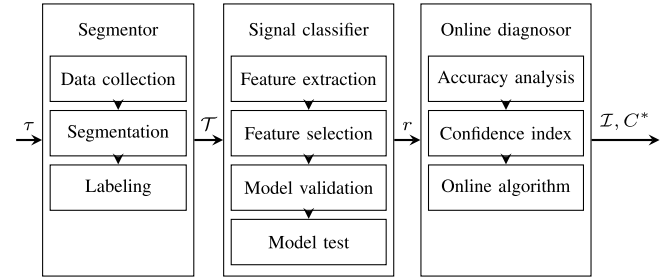 Segmentor
Data collection
Segmentation
Labeling
Signal classifier
Feature extraction
Feature selection
Model validation
Model test
Online diagnosor
Accuracy analysis
Confidence index
Online algorithm
τ
𝒯
r
ℐ, C*